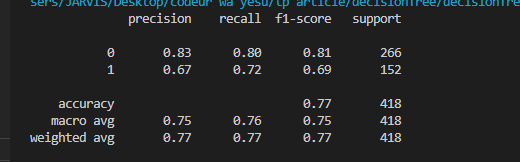 sers/JARVIS/Desktop/codeur wa yesu/tp article/decisionTree/decisionTre
precision recall f1-score support
0 0.83 0.80 0.81 266
1 0.67 0.72 0.69 152
accuracy 0.77 418
macro avg 0.75 0.76 0.75 418
weighted avg 0.77 0.77 0.77 418